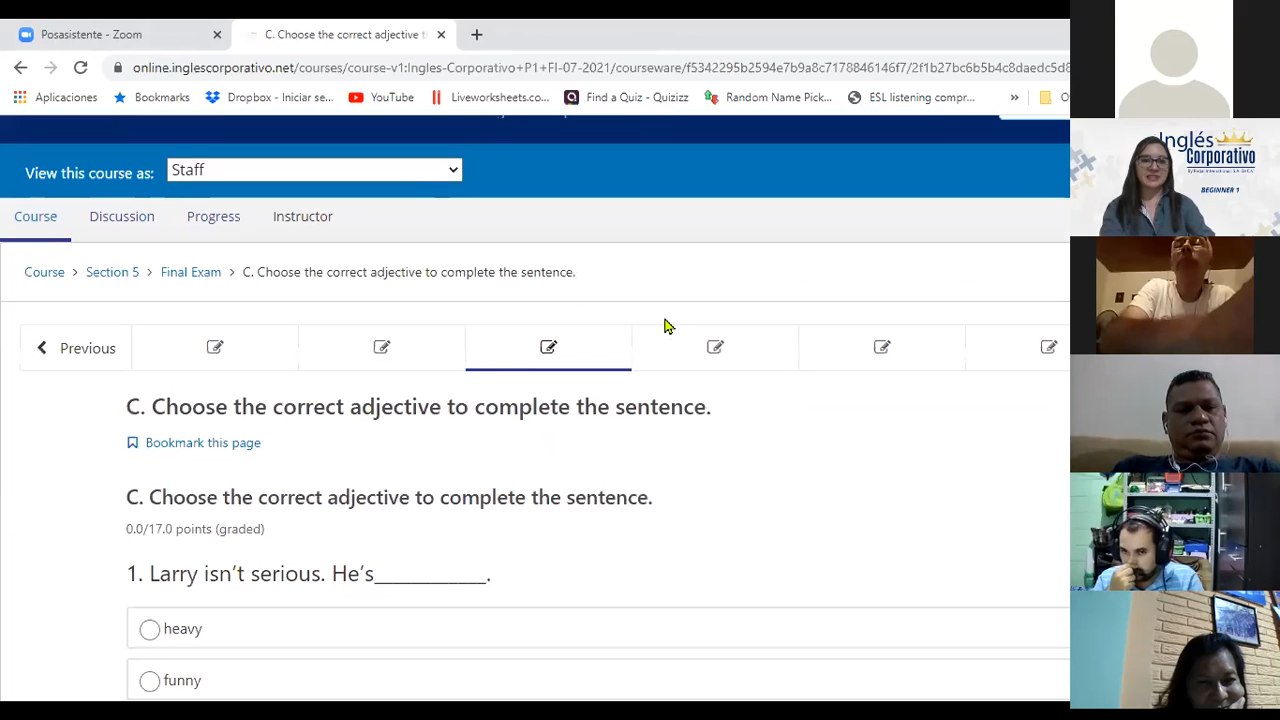 Posasistente - Zoom
C. Choose the correct adjective t
online.inglescorporativo.net/courses/course-v1:Ingles-Corporativo+P1+FI-07-2021/courseware/f5342295b2594e7b9a8c7178846146f7/2f1b27bc6b5b4c8daedc5d8
Aplicaciones
Bookmarks
Dropbox - Iniciar se...
YouTube
Liveworksheets.co...
Find a Quiz - Quizizz
Random Name Pick...
ESL listening compr...
»
O
View this course as:
Staff
Course
Discussion
Progress
Instructor
Course > Section 5 > Final Exam > C. Choose the correct adjective to complete the sentence.
Previous
C. Choose the correct adjective to complete the sentence.
Bookmark this page
C. Choose the correct adjective to complete the sentence.
0.0/17.0 points (graded)
1. Larry isn't serious. He's__________.
heavy
funny
Inglés
Corporativo
BEGINNER 1